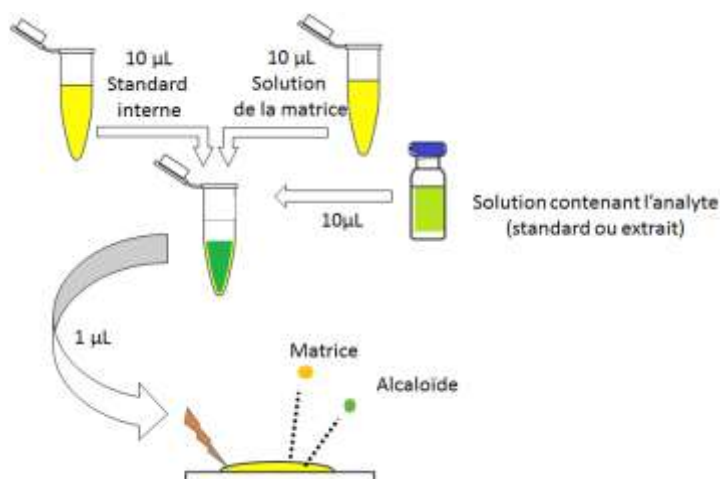 10 µL
Standard
interne
10 µL
Solution
de la matrice
10µL
Solution contenant l'analyte
(standard ou extrait)
1 µL
Matrice
Alcaloïde